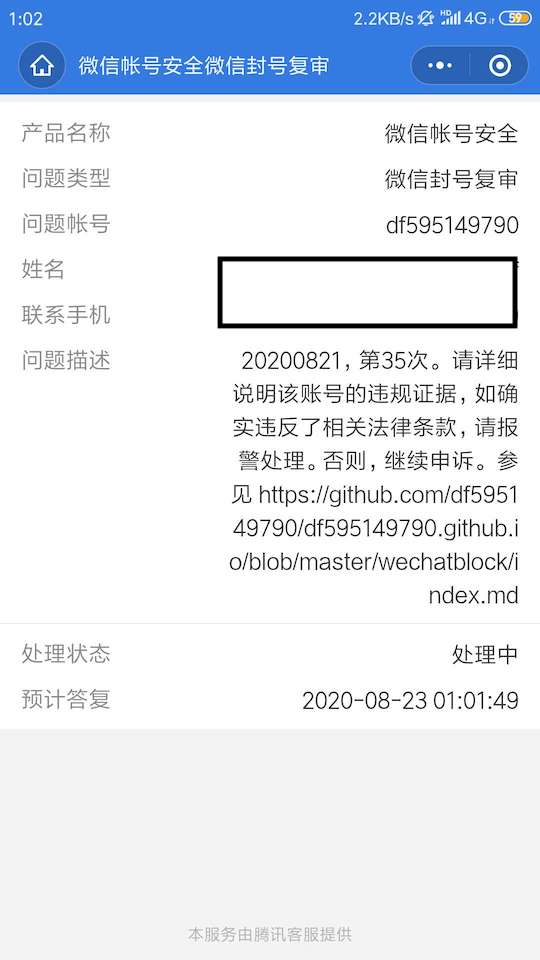 1:02 2.2KB/s HD 4G 59
微信帐号安全微信封号复审
产品名称 微信帐号安全
问题类型 微信封号复审
问题帐号 df595149790
姓名
联系手机
问题描述 20200821，第35次。请详细
说明该账号的违规证据，如确
实违反了相关法律条款，请报
警处理。否则，继续申诉。参
见 https://github.com/df5951
49790/df595149790.github.i
o/blob/master/wechatblock/i
ndex.md
处理状态 处理中
预计答复 2020-08-23 01:01:49
本服务由腾讯客服提供